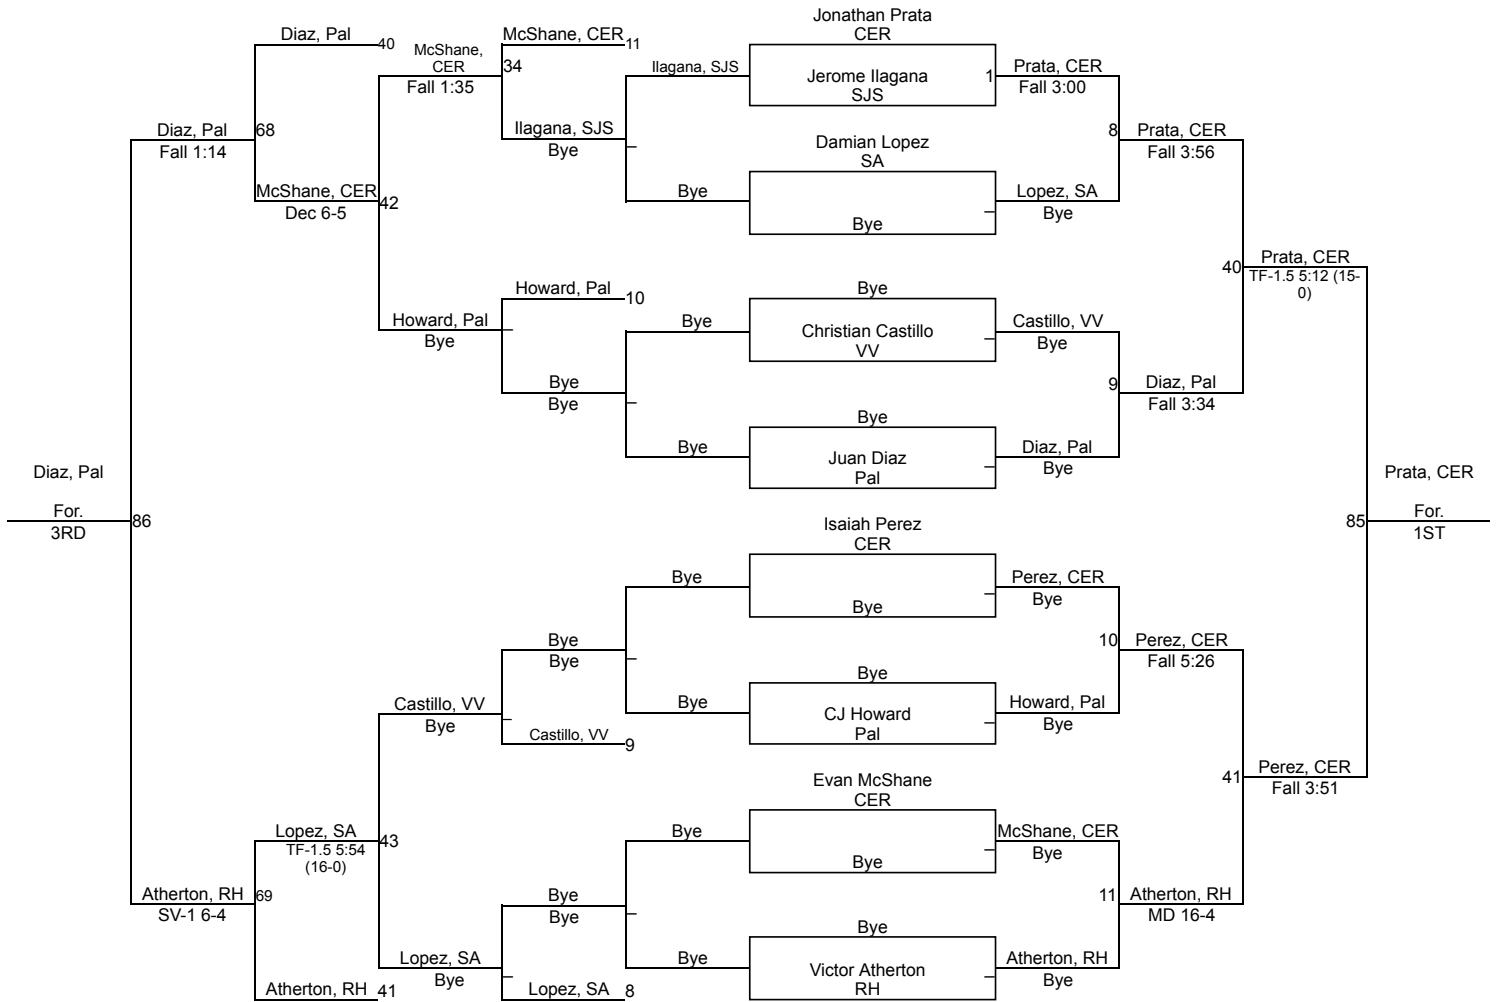 Jonathan Prata
CER
Diaz, Pal
40
McShane, CER
11
McShane,
CER
Fall 1:35
34
Ilagana, SJS
Jerome Ilagana
SJS
1
Prata, CER
Fall 3:00
Diaz, Pal
Fall 1:14
68
Ilagana, SJS
Bye
Damian Lopez
SA
8
Prata, CER
Fall 3:56
McShane, CER
Dec 6-5
42
Bye
Bye
Lopez, SA
Bye
Howard, Pal
10
Bye
40
Prata, CER
TF-1.5 5:12 (15-
0)
Howard, Pal
Bye
Bye
Christian Castillo
VV
Castillo, VV
Bye
Bye
Bye
9
Diaz, Pal
Fall 3:34
Bye
Bye
Juan Diaz
Pal
Diaz, Pal
Bye
Diaz, Pal
For.
3RD
86
Prata, CER
85
For.
1ST
Isaiah Perez
CER
Bye
Bye
Perez, CER
Bye
Bye
Bye
10
Perez, CER
Fall 5:26
Castillo, VV
Bye
Bye
Bye
CJ Howard
Pal
Howard, Pal
Bye
Castillo, VV
9
Evan McShane
CER
41
Perez, CER
Fall 3:51
Lopez, SA
TF-1.5 5:54
(16-0)
43
Bye
Bye
McShane, CER
Bye
Atherton, RH
SV-1 6-4
69
Bye
Bye
11
Atherton, RH
MD 16-4
Lopez, SA
Bye
Bye
Bye
Victor Atherton
RH
Atherton, RH
Bye
Atherton, RH
41
Lopez, SA
8